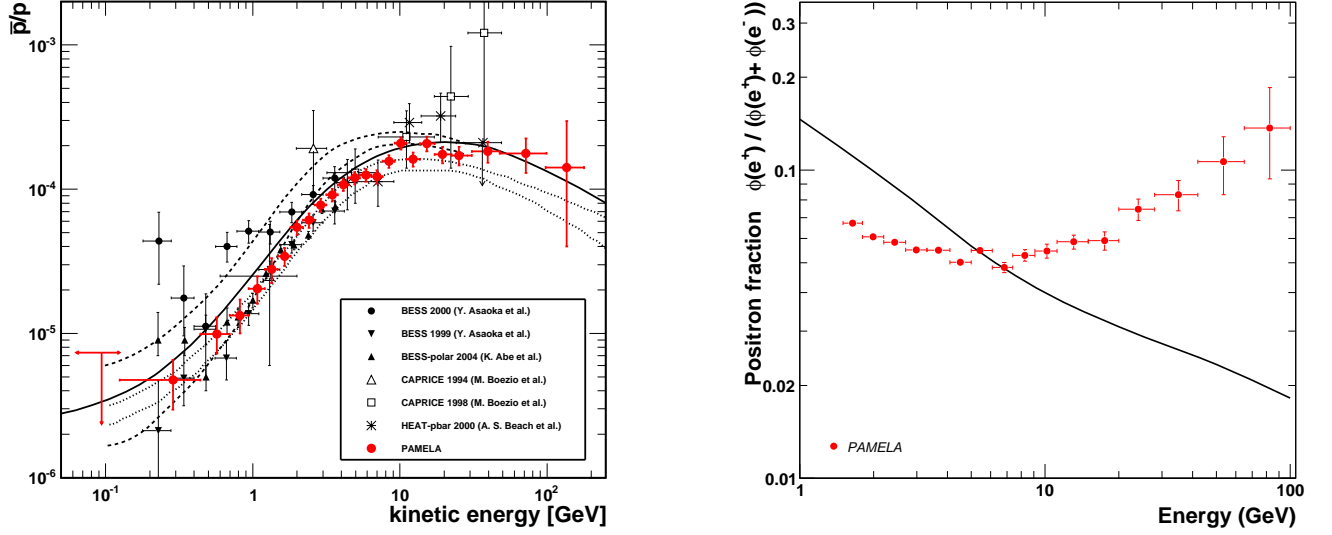 p̅/p
10⁻³
10⁻⁴
10⁻⁵
10⁻⁶
BESS 2000 (Y. Asaoka et al.)
BESS 1999 (Y. Asaoka et al.)
BESS-polar 2004 (K. Abe et al.)
CAPRICE 1994 (M. Boezio et al.)
CAPRICE 1998 (M. Boezio et al.)
HEAT-pbar 2000 (A. S. Beach et al.)
PAMELA
10⁻¹
1
10
10²
kinetic energy [GeV]
Positron fraction φ(e⁺) / (φ(e⁺)+ φ(e⁻))
0.3
0.2
0.1
0.02
0.01
PAMELA
1
10
100
Energy (GeV)